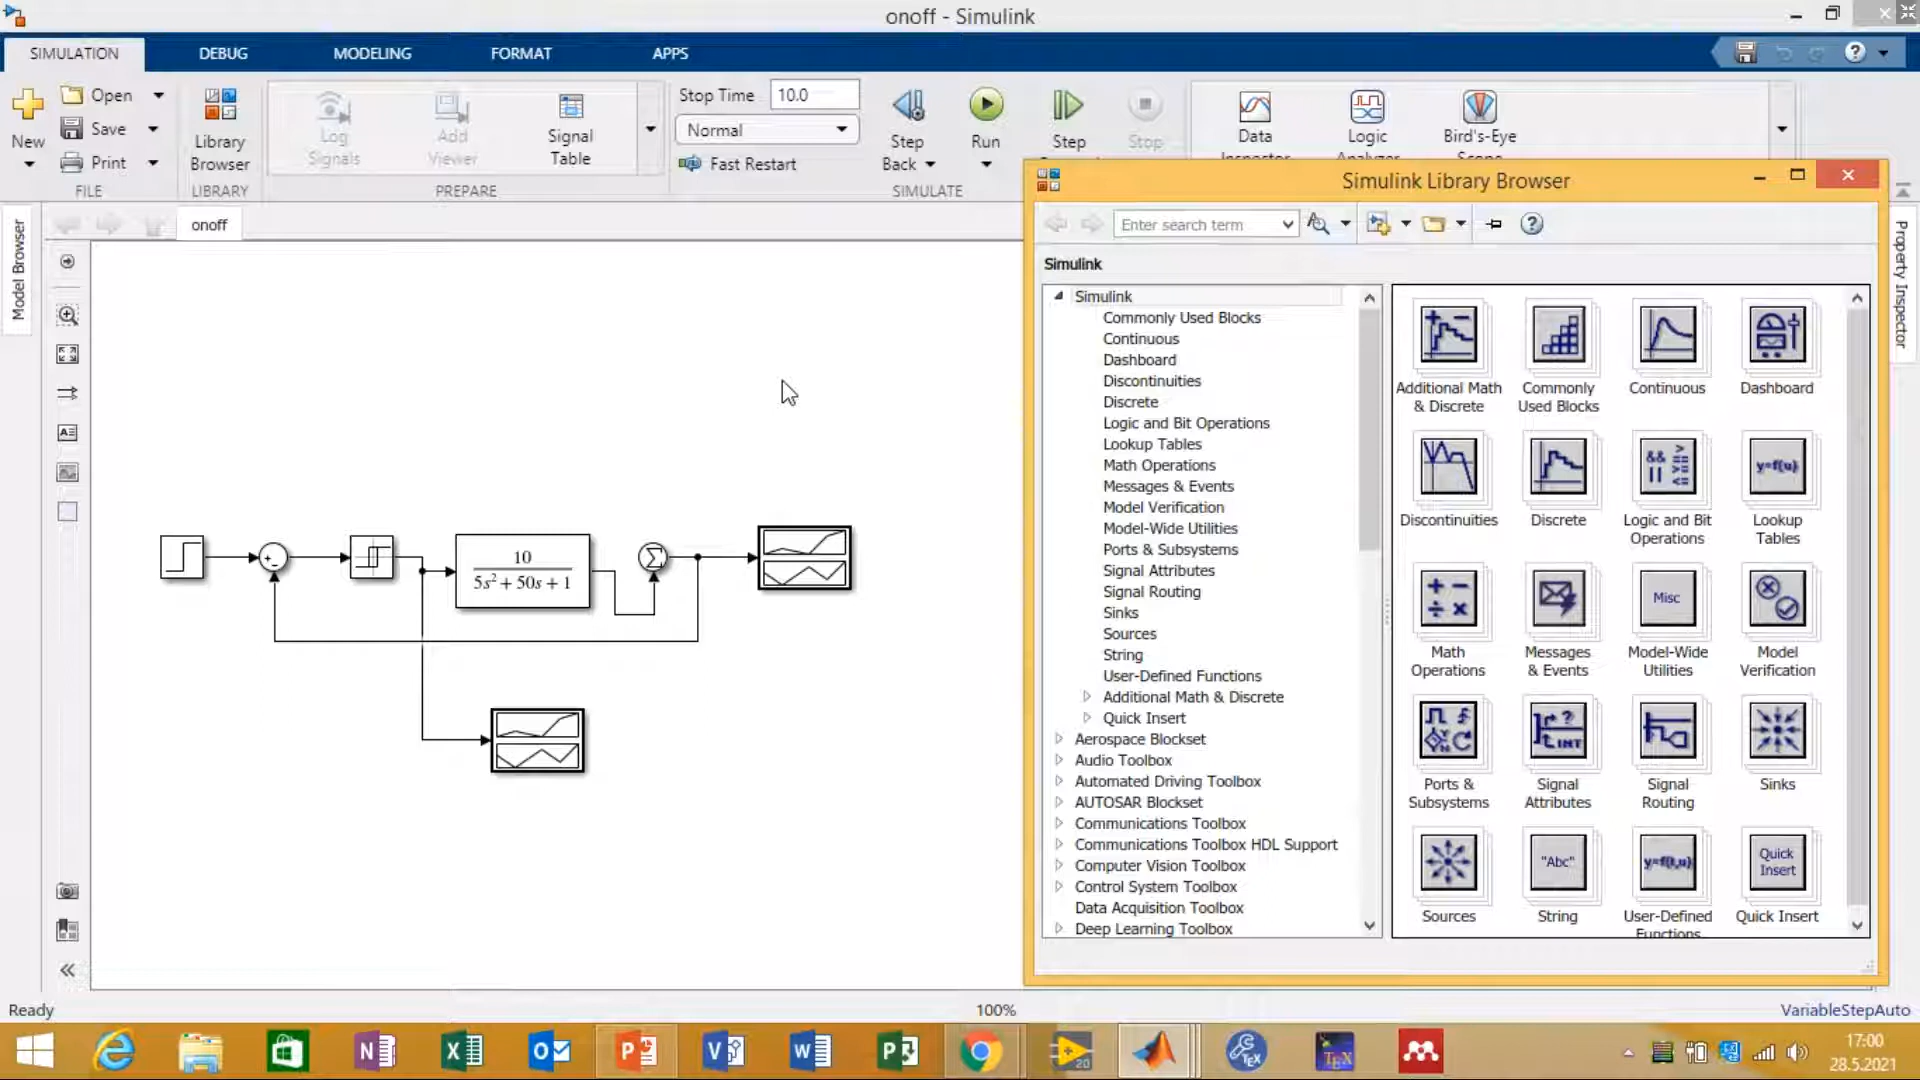 onoff - Simulink
SIMULATION
DEBUG
MODELING
FORMAT
APPS
New
Open
Save
Print
FILE
Library
Browser
LIBRARY
Log
Signals
Add
Viewer
Signal
Table
PREPARE
Stop Time
10.0
Normal
Fast Restart
Step
Back
Run
Step
Stop
SIMULATE
Data
Inspector
Logic
Analyzer
Bird's-Eye
Scope
Model Browser
onoff
10
5s² + 50s + 1
Simulink Library Browser
Enter search term
Simulink
Simulink
Commonly Used Blocks
Continuous
Dashboard
Discontinuities
Discrete
Logic and Bit Operations
Lookup Tables
Math Operations
Messages & Events
Model Verification
Model-Wide Utilities
Ports & Subsystems
Signal Attributes
Signal Routing
Sinks
Sources
String
User-Defined Functions
Additional Math & Discrete
Quick Insert
Aerospace Blockset
Audio Toolbox
Automated Driving Toolbox
AUTOSAR Blockset
Communications Toolbox
Communications Toolbox HDL Support
Computer Vision Toolbox
Control System Toolbox
Data Acquisition Toolbox
Deep Learning Toolbox
Additional Math
& Discrete
Commonly
Used Blocks
Continuous
Dashboard
Discontinuities
Discrete
Logic and Bit
Operations
y=f(u)
Lookup
Tables
Math
Operations
Messages
& Events
Misc
Model-Wide
Utilities
Model
Verification
Ports &
Subsystems
Signal
Attributes
Signal
Routing
Sinks
Sources
"Abc"
String
y=f(t,u)
User-Defined
Functions
Quick
Insert
Quick Insert
Property Inspector
Ready
100%
VariableStepAuto
17:00
28.5.2021